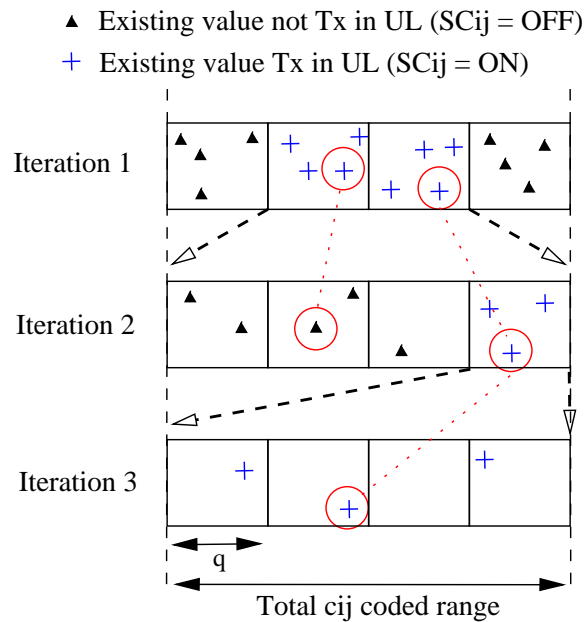 Existing value not Tx in UL (SCij = OFF)
Existing value Tx in UL (SCij = ON)
Iteration 1
Iteration 2
Iteration 3
q
Total cij coded range